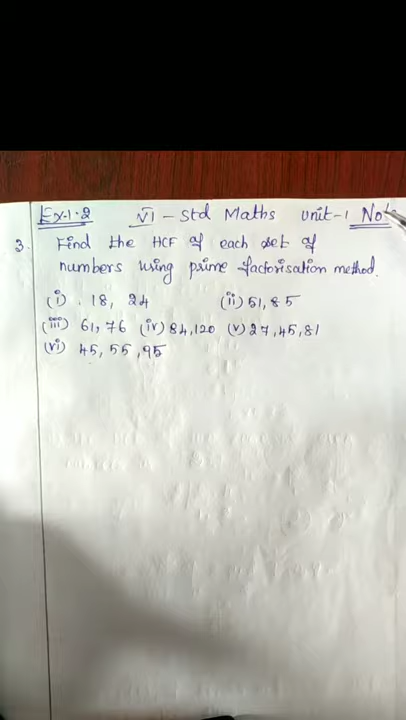 Ex-1.2 VI - Std Maths Unit-1
3. Find the HCF of each set of
numbers using prime factorisation method.
(i) 18, 24 (ii) 51, 85
(iii) 61, 76 (iv) 84, 120 (v) 27, 45, 81
(vi) 45, 55, 95